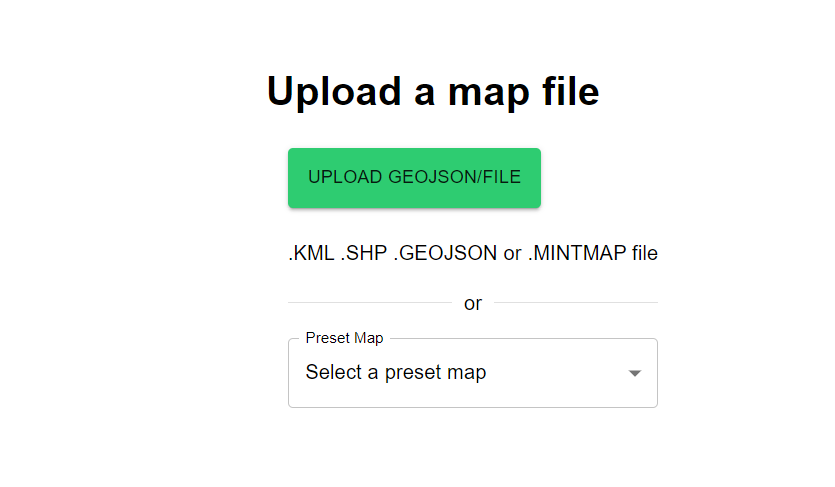 Upload a map file
UPLOAD GEOJSON/FILE
.KML .SHP .GEOJSON or .MINTMAP file
or
Preset Map
Select a preset map